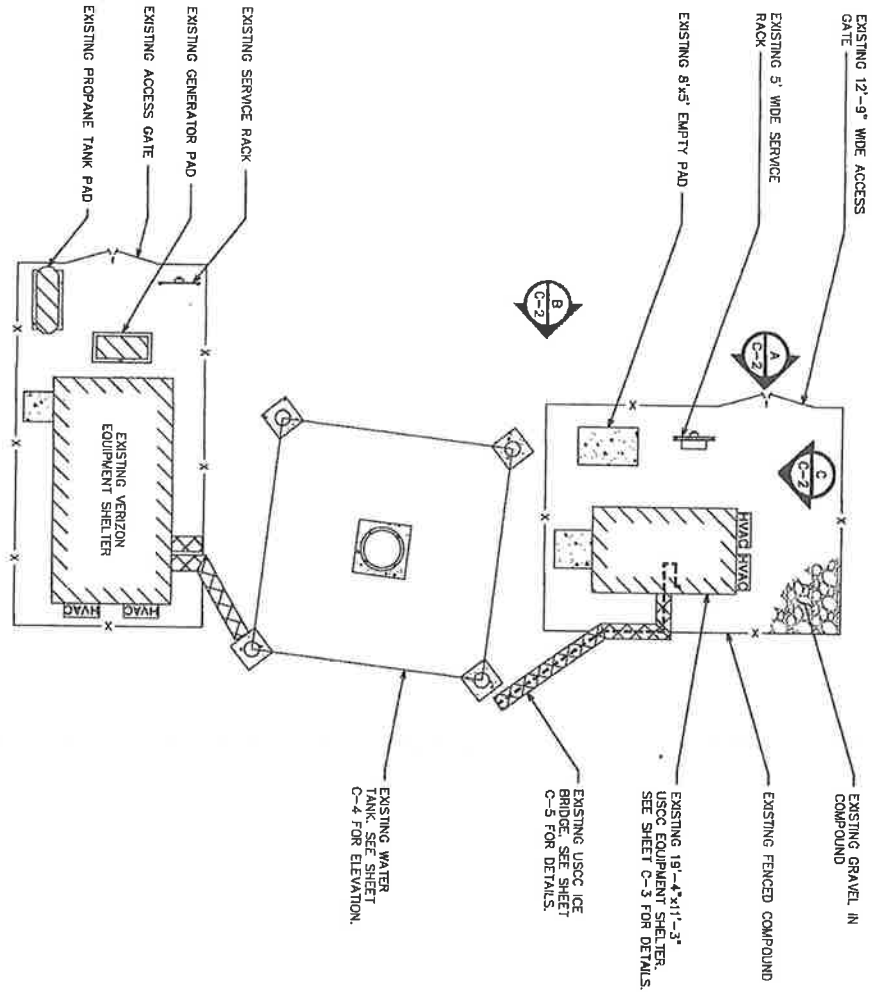 EXISTING 12'-9" WIDE ACCESS
GATE
EXISTING 5' WIDE SERVICE
RACK
EXISTING 8'x5' EMPTY PAD
EXISTING SERVICE RACK
EXISTING GENERATOR PAD
EXISTING ACCESS GATE
EXISTING PROPANE TANK PAD
A
C-2
B
C-2
C
C-2
HVAC
HVAC
EXISTING VERIZON
EQUIPMENT SHELTER
HVAC
HVAC
X
X
X
X
X
X
X
X
X
X
EXISTING GRAVEL IN
COMPOUND
EXISTING FENCED COMPOUND
EXISTING 19'-4"x11'-3"
USCC EQUIPMENT SHELTER.
SEE SHEET C-3 FOR DETAILS.
EXISTING USCC ICE
BRIDGE. SEE SHEET
C-5 FOR DETAILS.
EXISTING WATER
TANK. SEE SHEET
C-4 FOR ELEVATION.